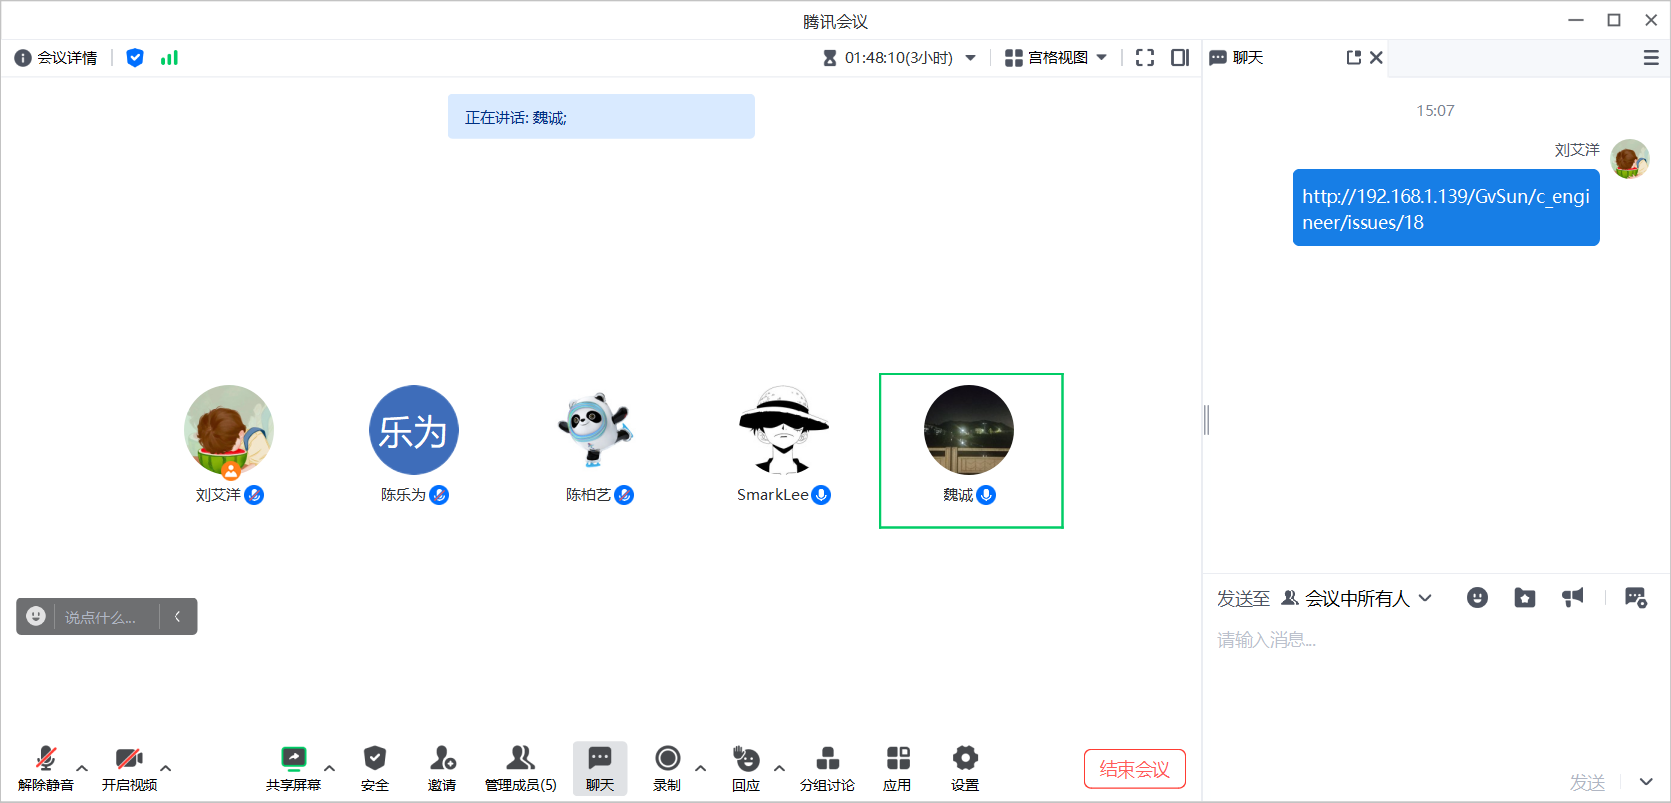 腾讯会议
会议详情
01:48:10(3小时)
宫格视图
聊天
正在讲话: 魏诚;
15:07
刘艾洋
http://192.168.1.139/GvSun/c_engi
neer/issues/18
乐为
刘艾洋
陈乐为
陈柏艺
SmarkLee
魏诚
说点什么...
发送至
会议中所有人
请输入消息...
解除静音
开启视频
共享屏幕
安全
邀请
管理成员(5)
聊天
录制
回应
分组讨论
应用
设置
结束会议
发送